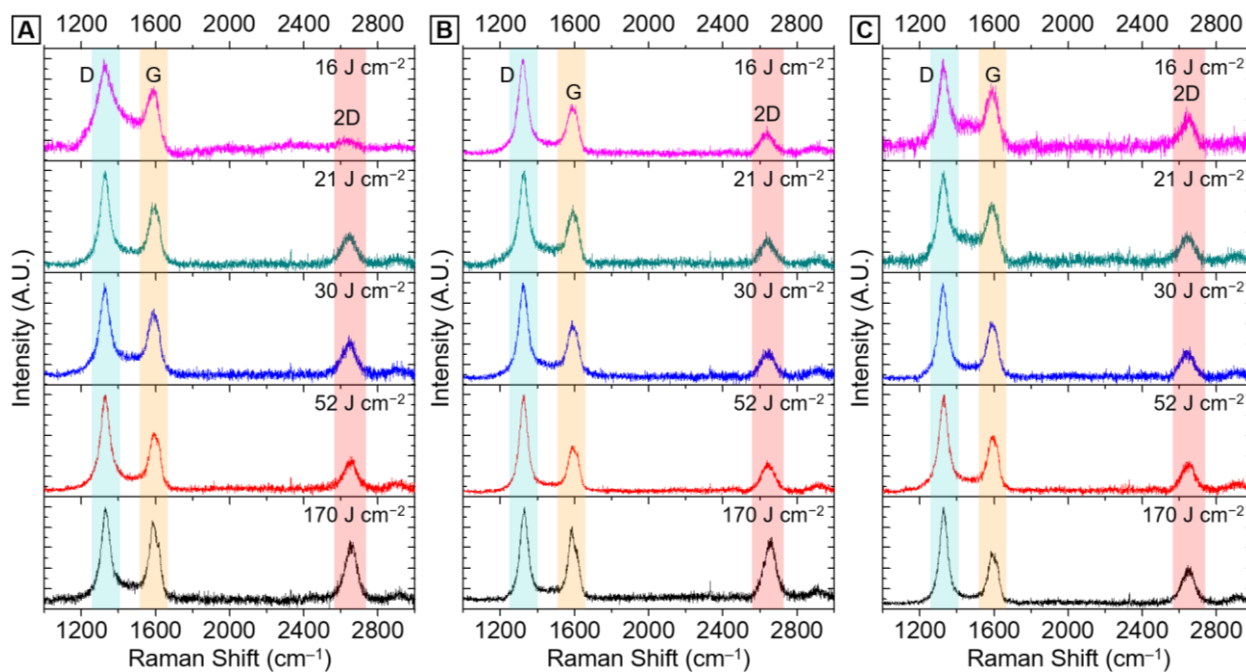 A
1200 1600 2000 2400 2800
D
G
2D
16 J cm⁻²
21 J cm⁻²
30 J cm⁻²
52 J cm⁻²
170 J cm⁻²
Intensity (A.U.)
1200 1600 2000 2400 2800
Raman Shift (cm⁻¹)
B
1200 1600 2000 2400 2800
D
G
2D
16 J cm⁻²
21 J cm⁻²
30 J cm⁻²
52 J cm⁻²
170 J cm⁻²
Intensity (A.U.)
1200 1600 2000 2400 2800
Raman Shift (cm⁻¹)
C
1200 1600 2000 2400 2800
D
G
2D
16 J cm⁻²
21 J cm⁻²
30 J cm⁻²
52 J cm⁻²
170 J cm⁻²
Intensity (A.U.)
1200 1600 2000 2400 2800
Raman Shift (cm⁻¹)